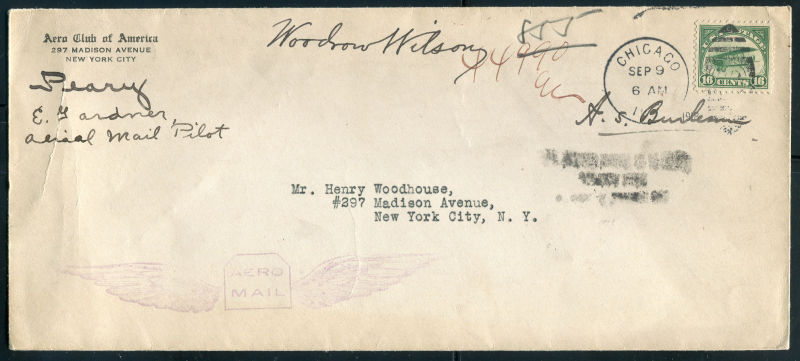 Aero Club of America
297 MADISON AVENUE
NEW YORK CITY
Peary
E. Gardner,
aerial Mail Pilot
Woodrow Wilson
CHICAGO
SEP 9
6 AM
16 CENTS 16
A. S. Burleson
Mr. Henry Woodhouse,
#297 Madison Avenue,
New York City, N. Y.
AERO
MAIL